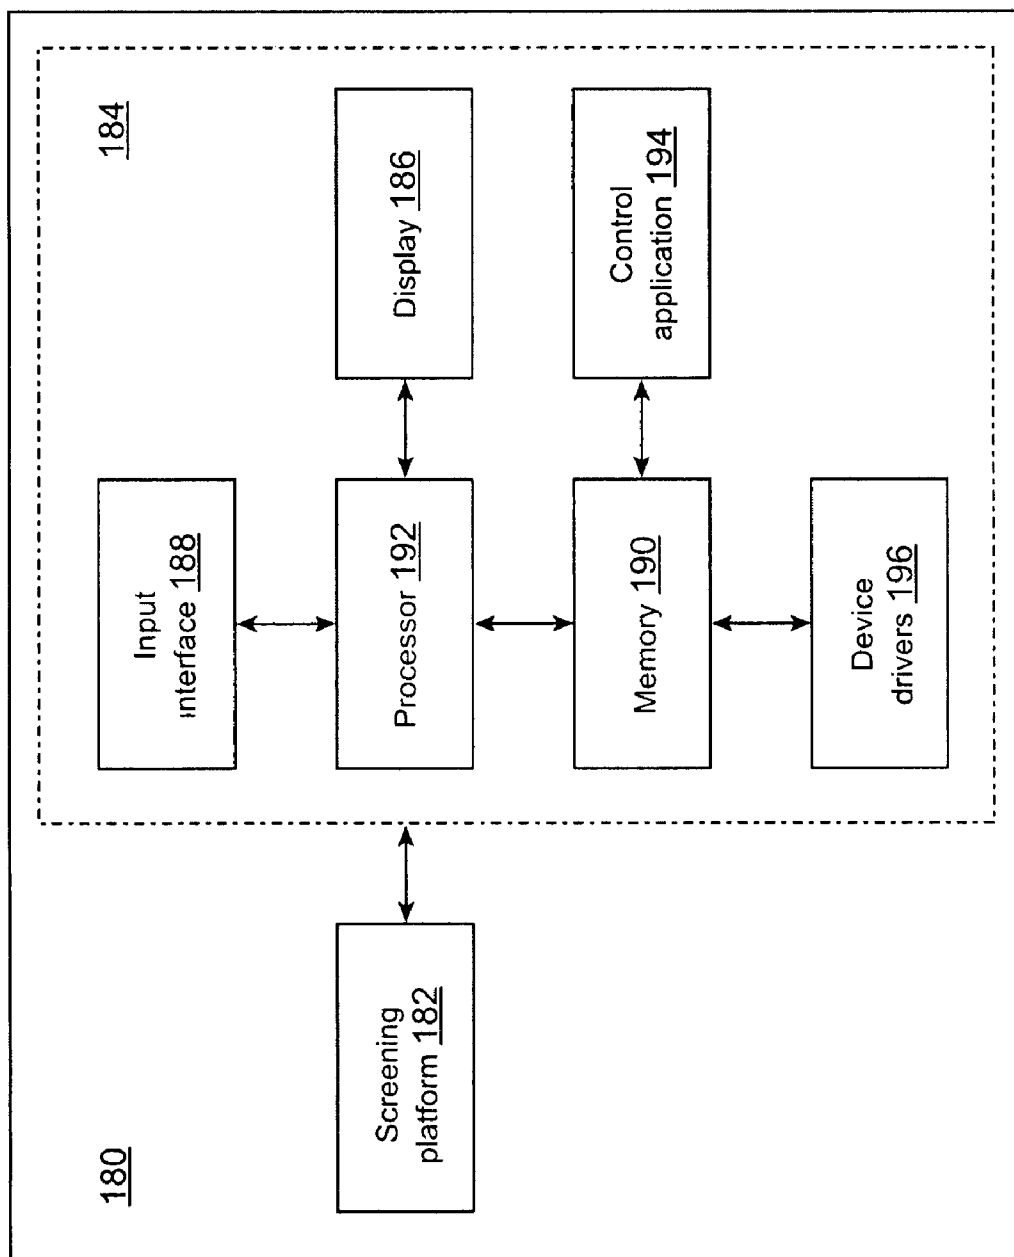 180
184
Screening
platform 182
Input
interface 188
Processor 192
Display 186
Memory 190
Control
application 194
Device
drivers 196